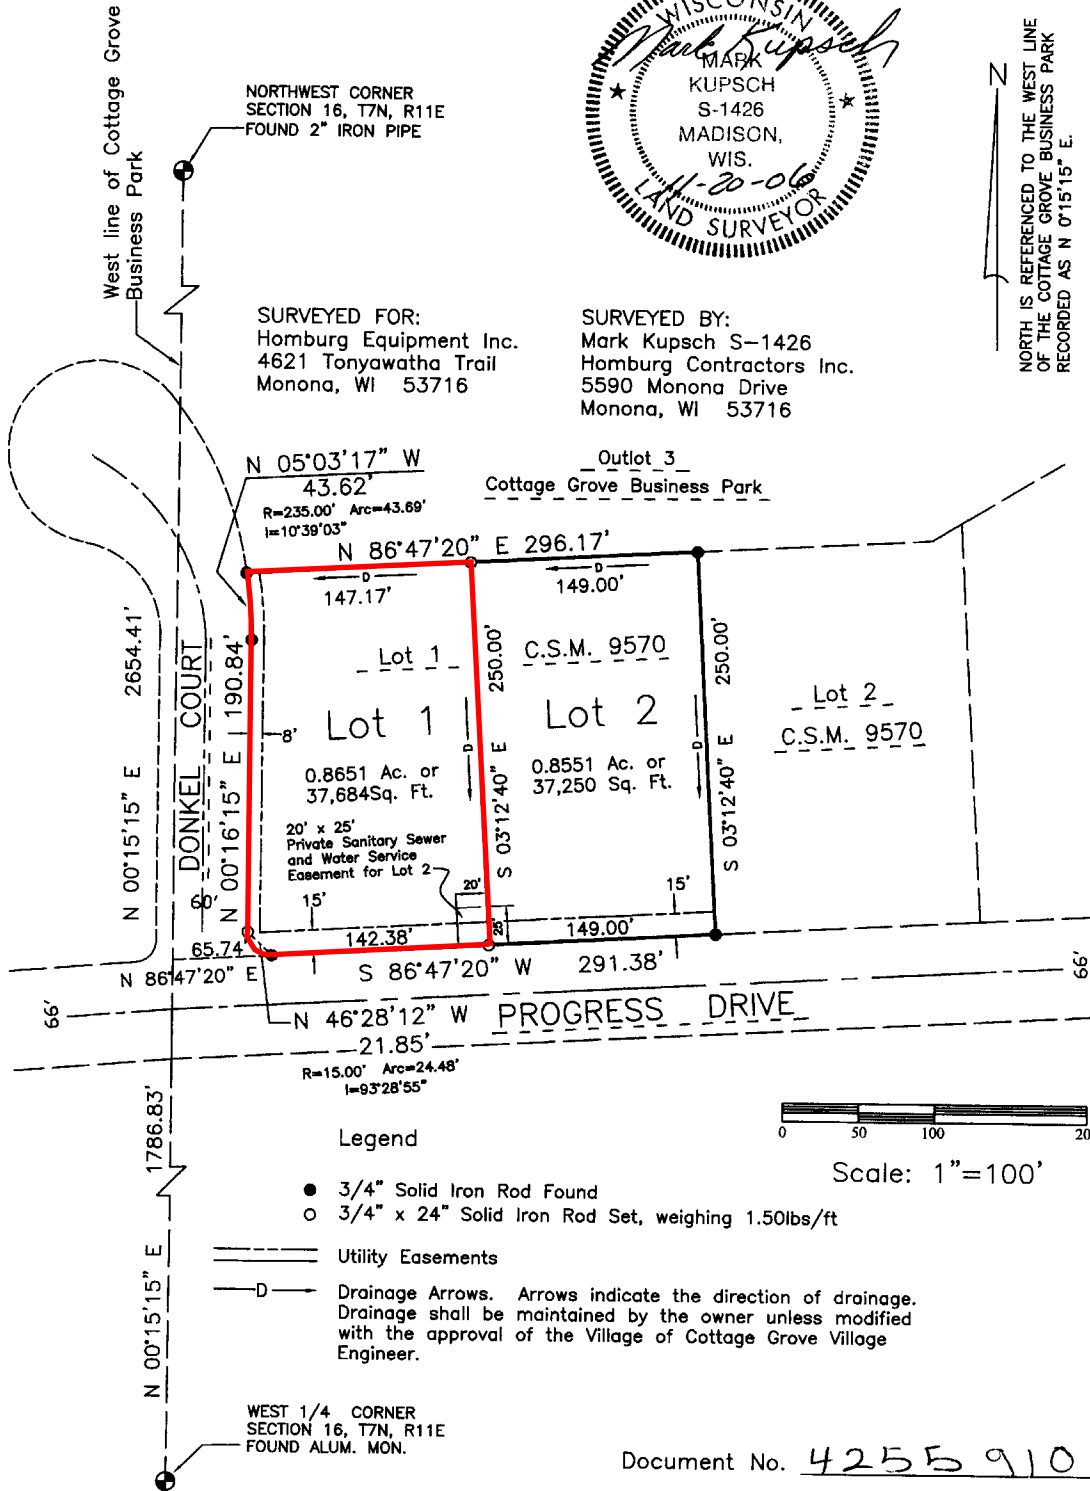 West line of Cottage Grove
Business Park
NORTHWEST CORNER
SECTION 16, T7N, R11E
FOUND 2" IRON PIPE
WISCONSIN
Mark Kupsch
MARK
KUPSCH
S-1426
MADISON,
WIS.
11-20-06
LAND SURVEYOR
N
NORTH IS REFERENCED TO THE WEST LINE
OF THE COTTAGE GROVE BUSINESS PARK
RECORDED AS N 0°15'15" E.
SURVEYED FOR:
Homburg Equipment Inc.
4621 Tonyawatha Trail
Monona, WI 53716
SURVEYED BY:
Mark Kupsch S-1426
Homburg Contractors Inc.
5590 Monona Drive
Monona, WI 53716
N 05°03'17" W
43.62'
R=235.00' Arc=43.69'
I=10°39'03"
Outlot 3
Cottage Grove Business Park
N 86°47'20" E 296.17'
D
147.17'
D
149.00'
2654.41'
N 00°15'15" E
DONKEL COURT
60'
N 00°16'15" E 190.84'
8'
Lot 1
Lot 1
0.8651 Ac. or
37,684Sq. Ft.
20' x 25'
Private Sanitary Sewer
and Water Service
Easement for Lot 2
20'
25'
15'
D
S 03°12'40" E 250.00'
C.S.M. 9570
Lot 2
0.8551 Ac. or
37,250 Sq. Ft.
15'
D
S 03°12'40" E 250.00'
Lot 2
C.S.M. 9570
65.74'
142.38'
149.00'
N 86°47'20" E
S 86°47'20" W 291.38'
66'
66'
N 46°28'12" W
21.85'
R=15.00' Arc=24.48'
I=93°28'55"
PROGRESS DRIVE
1786.83'
N 00°15'15" E
0 50 100 20
Scale: 1"=100'
Legend
3/4" Solid Iron Rod Found
3/4" x 24" Solid Iron Rod Set, weighing 1.50lbs/ft
Utility Easements
D Drainage Arrows. Arrows indicate the direction of drainage.
Drainage shall be maintained by the owner unless modified
with the approval of the Village of Cottage Grove Village
Engineer.
WEST 1/4 CORNER
SECTION 16, T7N, R11E
FOUND ALUM. MON.
Document No. 4255910